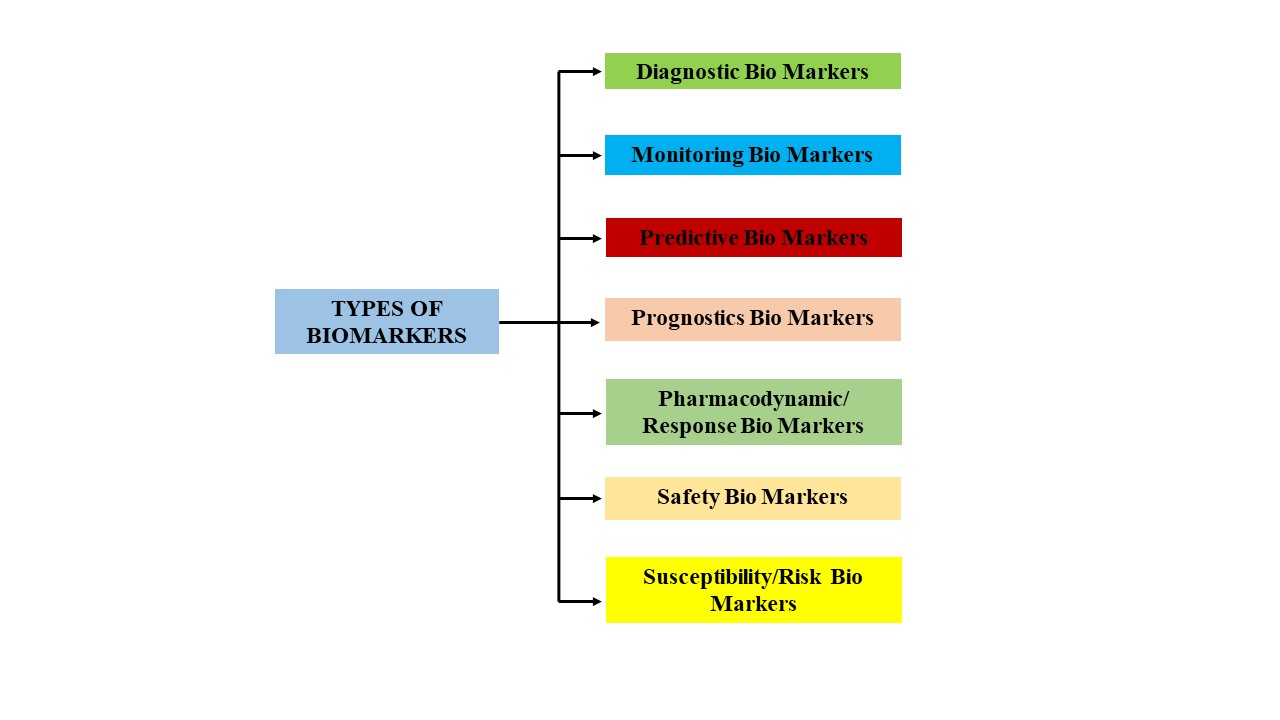 Diagnostic Bio Markers
Monitoring Bio Markers
Predictive Bio Markers
TYPES OF
BIOMARKERS
Prognostics Bio Markers
Pharmacodynamic/
Response Bio Markers
Safety Bio Markers
Susceptibility/Risk Bio
Markers